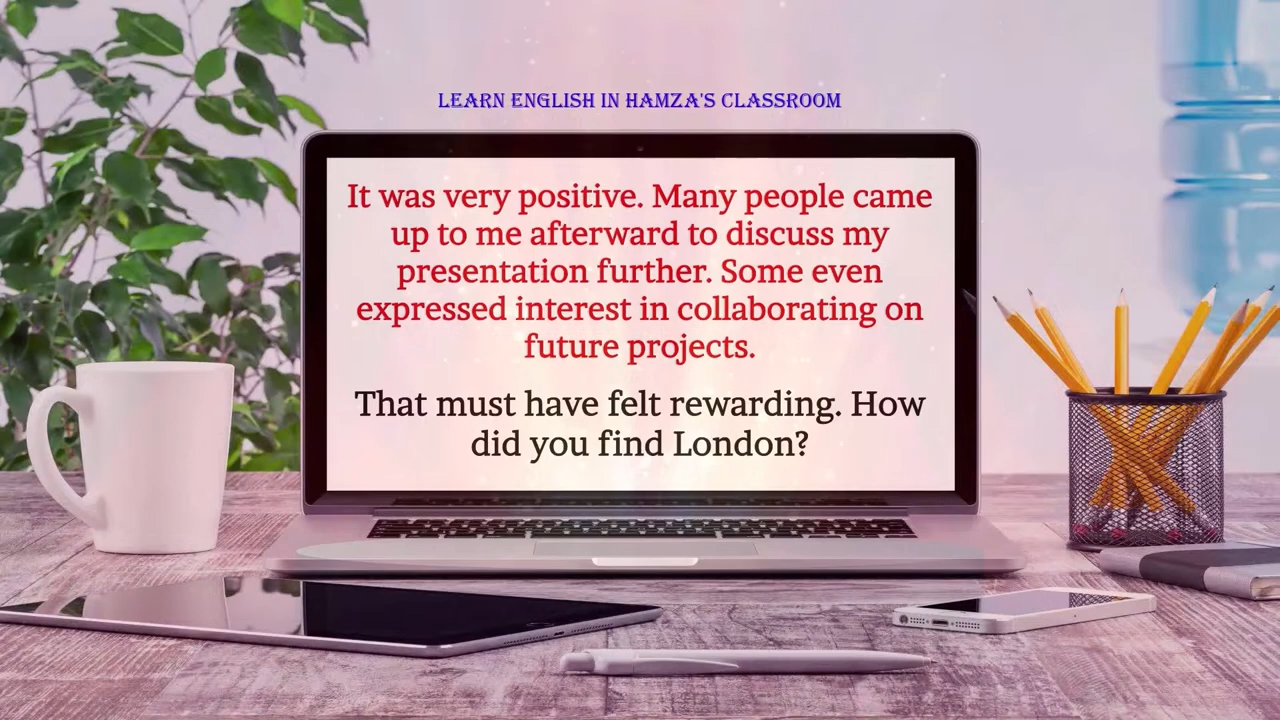 LEARN ENGLISH IN HAMZA'S CLASSROOM
It was very positive. Many people came
up to me afterward to discuss my
presentation further. Some even
expressed interest in collaborating on
future projects.
That must have felt rewarding. How
did you find London?